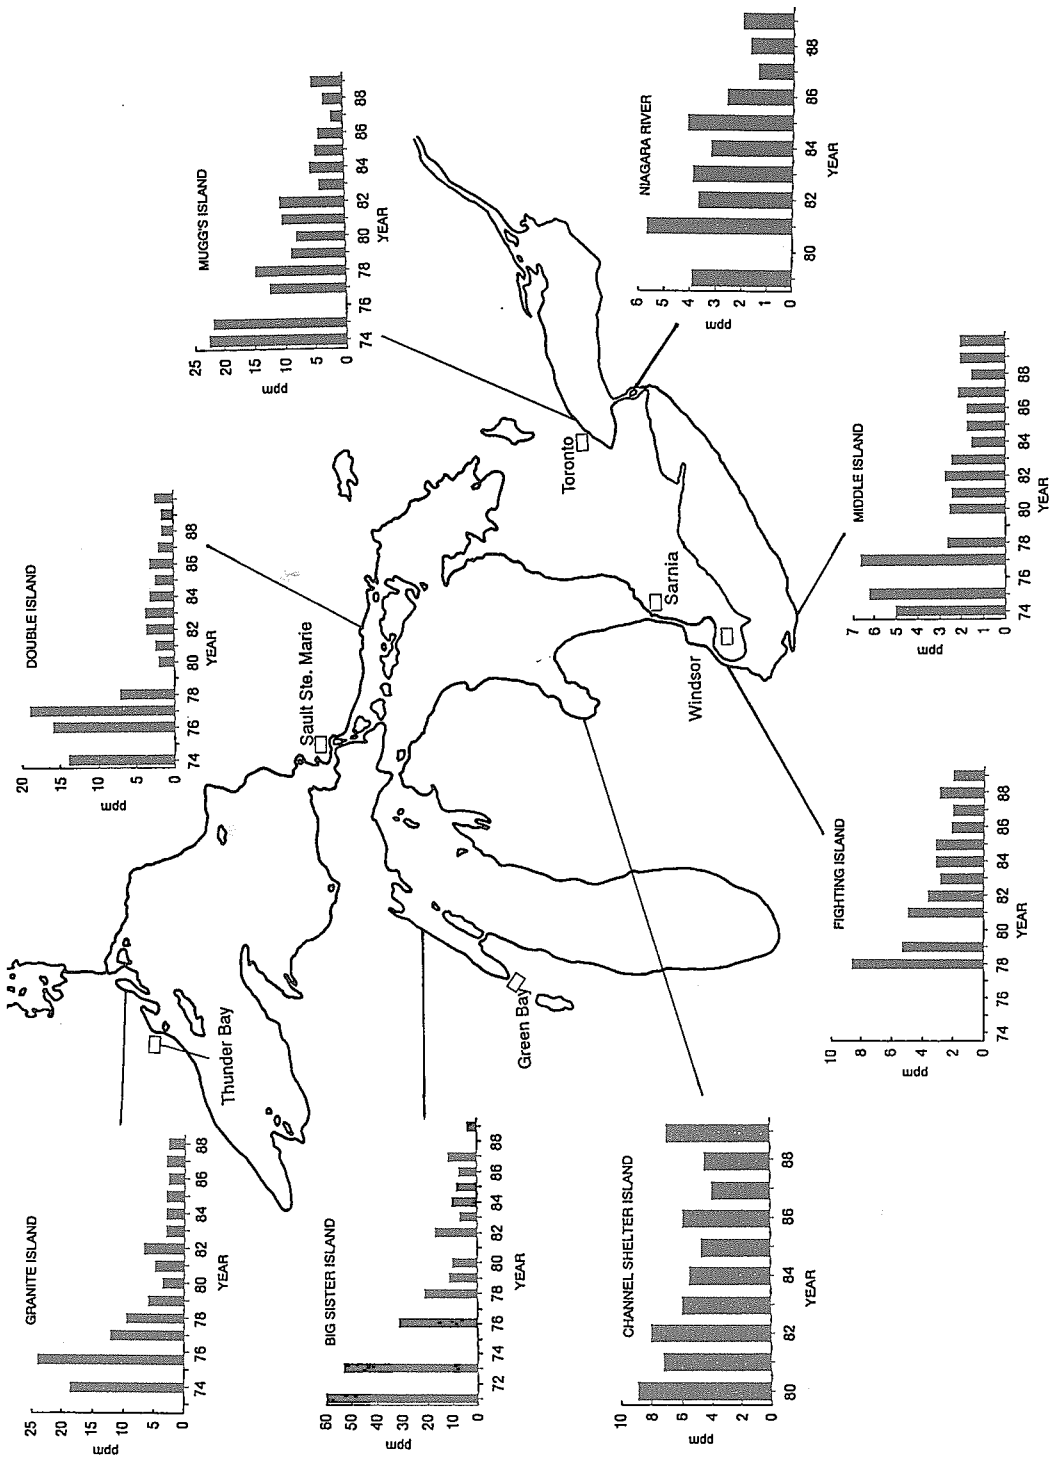 GRANITE ISLAND
25
20
15
10
5
0
ppm
74 76 78 80 82 84 86 88
YEAR
DOUBLE ISLAND
20
15
10
5
0
ppm
74 76 78 80 82 84 86 88
YEAR
MUGG'S ISLAND
25
20
15
10
5
0
ppm
74 76 78 80 82 84 86 88
YEAR
Thunder Bay
Sault Ste. Marie
BIG SISTER ISLAND
60
50
40
30
20
10
0
ppm
72 74 76 78 80 82 84 86 88
YEAR
Green Bay
Toronto
Sarnia
Windsor
CHANNEL SHELTER ISLAND
10
8
6
4
2
0
ppm
80 82 84 86 88
YEAR
NIAGARA RIVER
6
5
4
3
2
1
0
ppm
80 82 84 86 88
YEAR
FIGHTING ISLAND
10
8
6
4
2
0
ppm
74 76 78 80 82 84 86 88
YEAR
MIDDLE ISLAND
7
6
5
4
3
2
1
0
ppm
74 76 78 80 82 84 86 88
YEAR